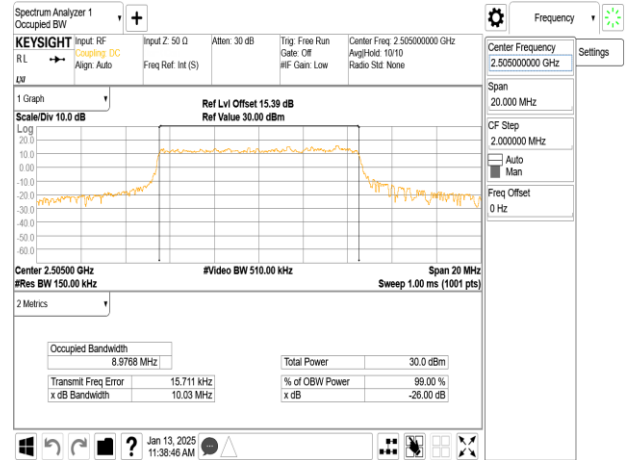 Spectrum Analyzer 1
Occupied BW
Frequency
KEYSIGHT
RL
LXI
Input: RF
Coupling: DC
Align: Auto
Input Z: 50 Ω
Freq Ref: Int (S)
Atten: 30 dB
Trig: Free Run
Gate: Off
#IF Gain: Low
Center Freq: 2.505000000 GHz
Avg|Hold: 10/10
Radio Std: None
Center Frequency
2.505000000 GHz
Settings
Span
20.000 MHz
CF Step
2.000000 MHz
Auto
Man
Freq Offset
0 Hz
1 Graph
Scale/Div 10.0 dB
Ref Lvl Offset 15.39 dB
Ref Value 30.00 dBm
Log
20.0
10.0
0.00
-10.0
-20.0
-30.0
-40.0
-50.0
-60.0
Center 2.50500 GHz
#Video BW 510.00 kHz
Span 20 MHz
#Res BW 150.00 kHz
Sweep 1.00 ms (1001 pts)
2 Metrics
Occupied Bandwidth
8.9768 MHz
Total Power 30.0 dBm
Transmit Freq Error 15.711 kHz
% of OBW Power 99.00 %
x dB Bandwidth 10.03 MHz
x dB -26.00 dB
?
Jan 13, 2025
11:38:46 AM